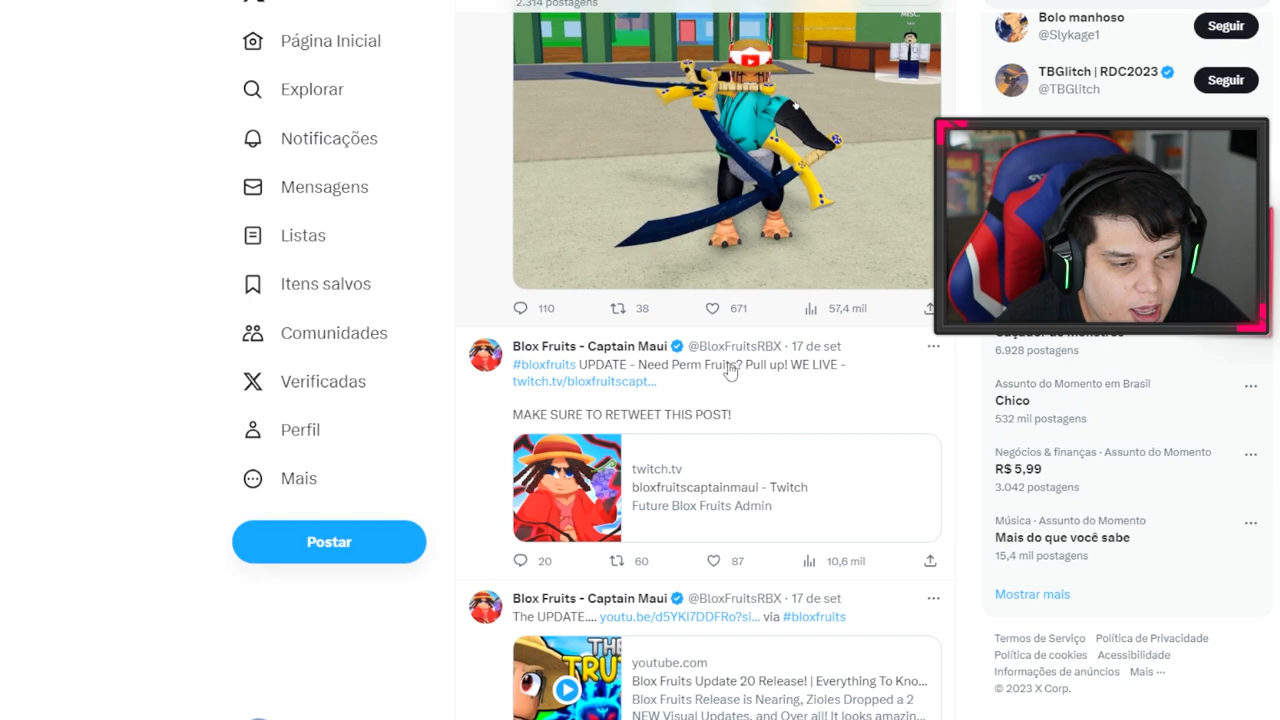 2.314 postagens
MISC.
Página Inicial
Explorar
Notificações
Mensagens
Listas
Itens salvos
Comunidades
Verificadas
Perfil
Mais
Postar
110
38
671
57,4 mil
Blox Fruits - Captain Maui @BloxFruitsRBX · 17 de set
#bloxfruits UPDATE - Need Perm Fruits? Pull up! WE LIVE -
twitch.tv/bloxfruitscapt...
MAKE SURE TO RETWEET THIS POST!
twitch.tv
bloxfruitscaptainmaui - Twitch
Future Blox Fruits Admin
20
60
87
10,6 mil
Blox Fruits - Captain Maui @BloxFruitsRBX · 17 de set
The UPDATE.... youtu.be/d5YKI7DDFRo?si... via #bloxfruits
THE
TRU
youtube.com
Blox Fruits Update 20 Release! | Everything To Kno...
Blox Fruits Release is Nearing, Zioles Dropped a 2
NEW Visual Updates, and Over all! It looks amazin...
Bolo manhoso
@Slykage1
Seguir
TBGlitch | RDC2023
@TBGlitch
Seguir
6.928 postagens
Assunto do Momento em Brasil
Chico
532 mil postagens
Negócios & finanças · Assunto do Momento
R$ 5,99
3.042 postagens
Música · Assunto do Momento
Mais do que você sabe
15,4 mil postagens
Mostrar mais
Termos de Serviço Política de Privacidade
Política de cookies Acessibilidade
Informações de anúncios Mais ···
© 2023 X Corp.